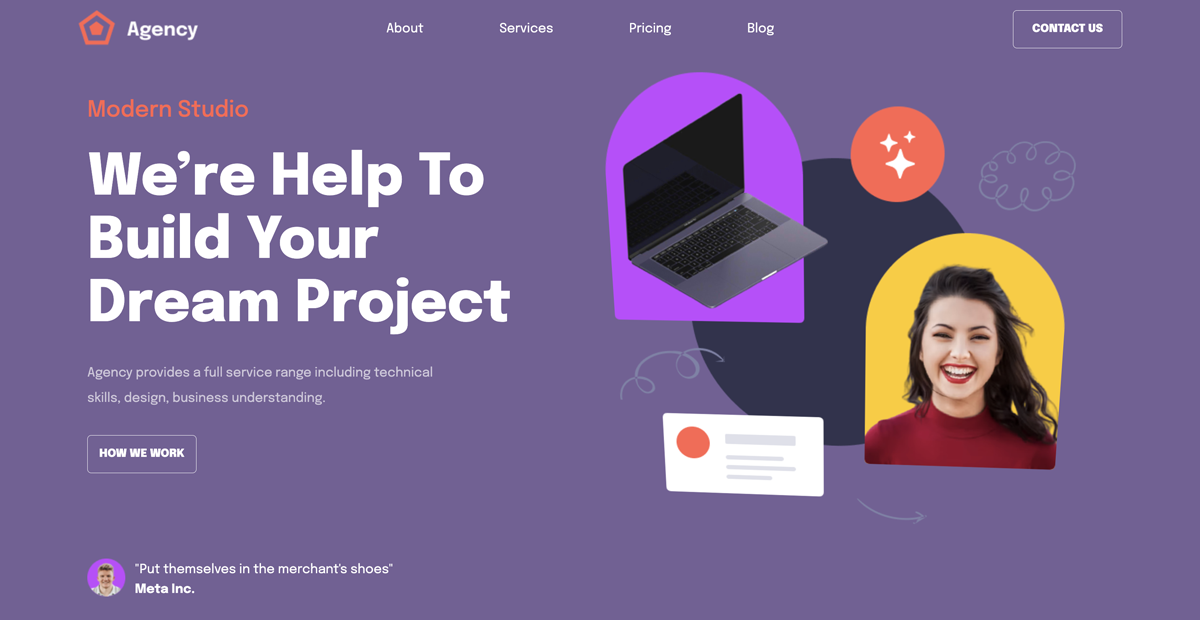 Agency
About
Services
Pricing
Blog
CONTACT US
Modern Studio
We’re Help To
Build Your
Dream Project
Agency provides a full service range including technical
skills, design, business understanding.
HOW WE WORK
"Put themselves in the merchant's shoes"
Meta Inc.